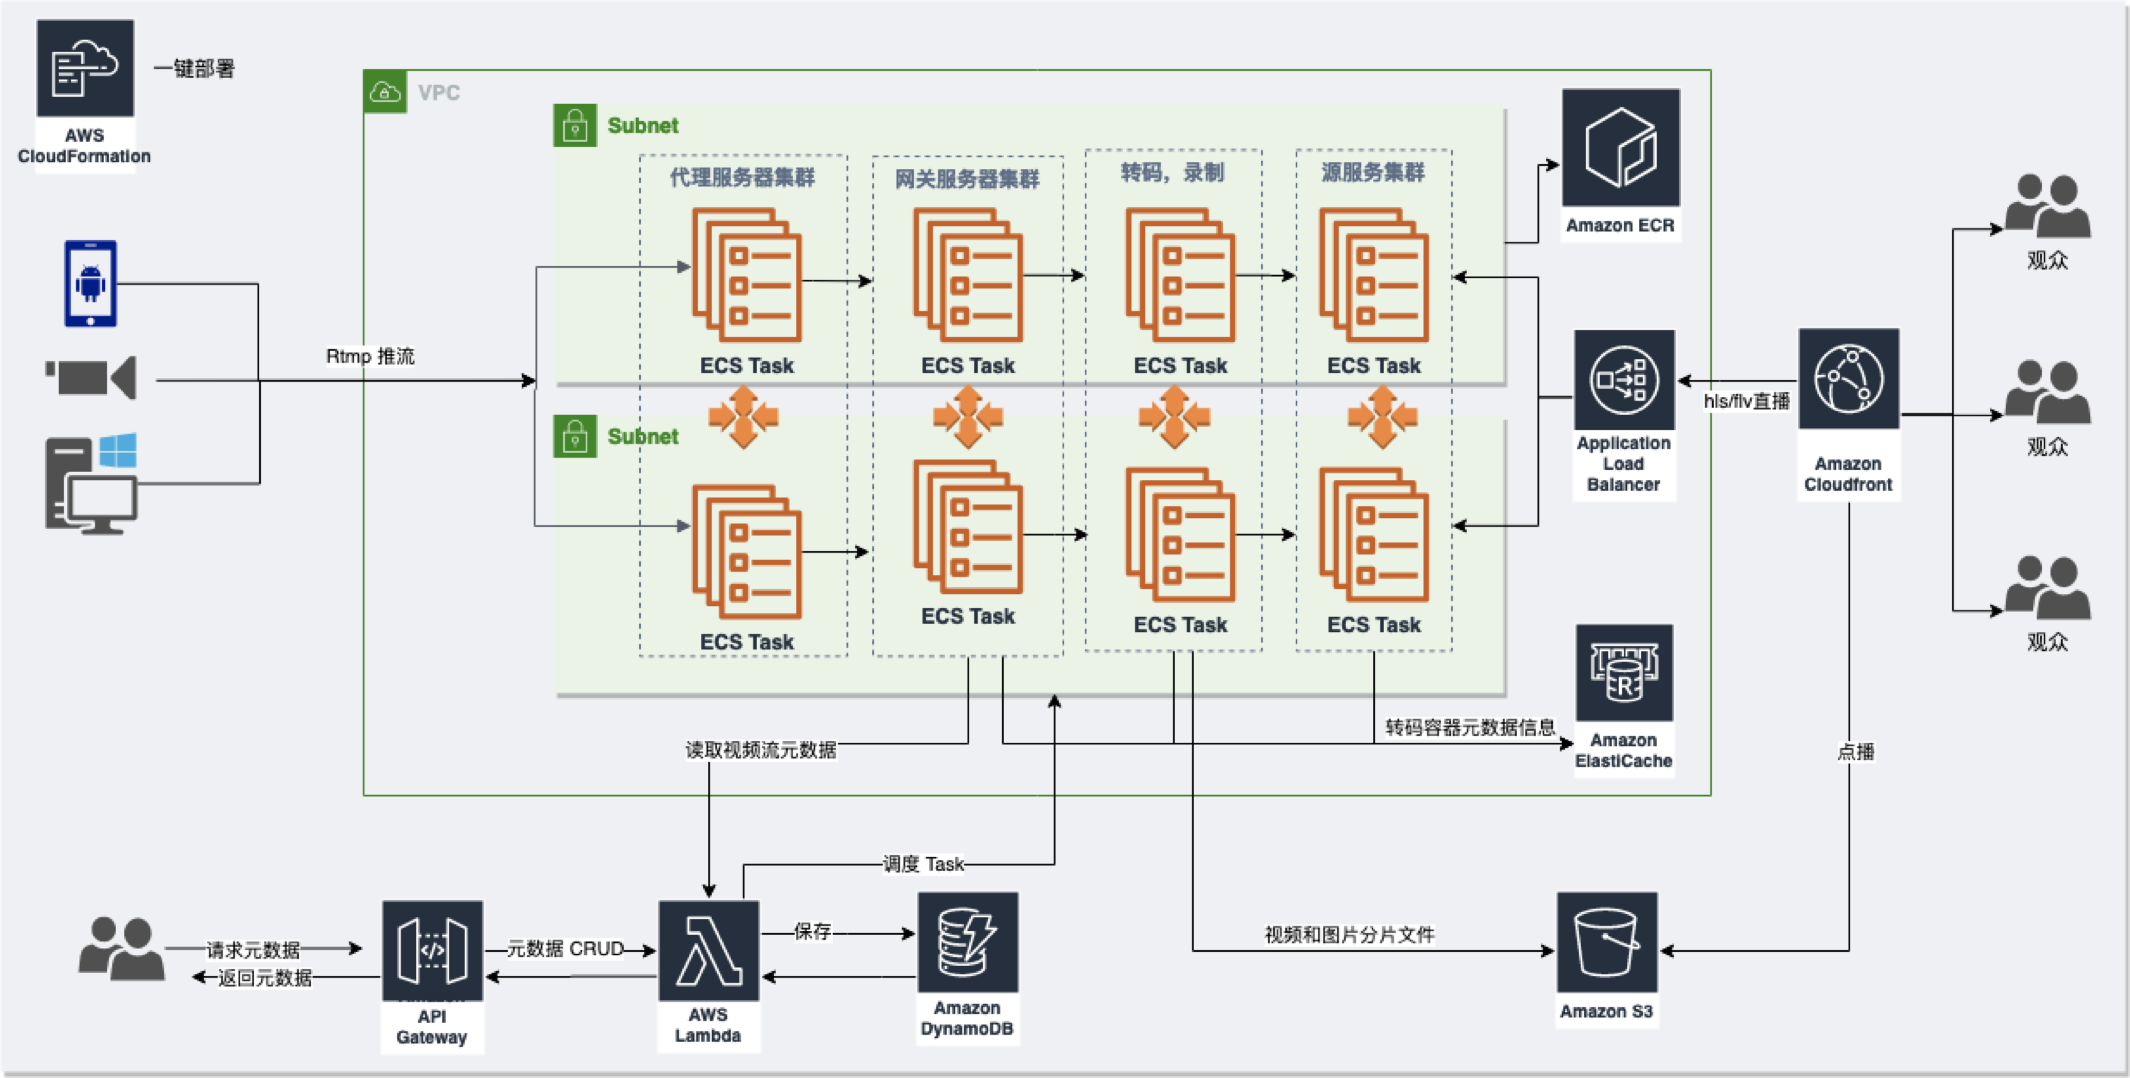 AWS
CloudFormation
一键部署
VPC
Subnet
代理服务器集群
网关服务器集群
转码，录制
源服务集群
ECS Task
ECS Task
ECS Task
ECS Task
Amazon ECR
Rtmp 推流
Subnet
ECS Task
ECS Task
ECS Task
ECS Task
Application
Load
Balancer
hls/flv直播
Amazon
Cloudfront
观众
观众
观众
读取视频流元数据
转码容器元数据信息
Amazon
ElastiCache
点播
调度 Task
请求元数据
返回元数据
Amazon
API
Gateway
元数据 CRUD
AWS
Lambda
保存
Amazon
DynamoDB
视频和图片分片文件
Amazon S3
R